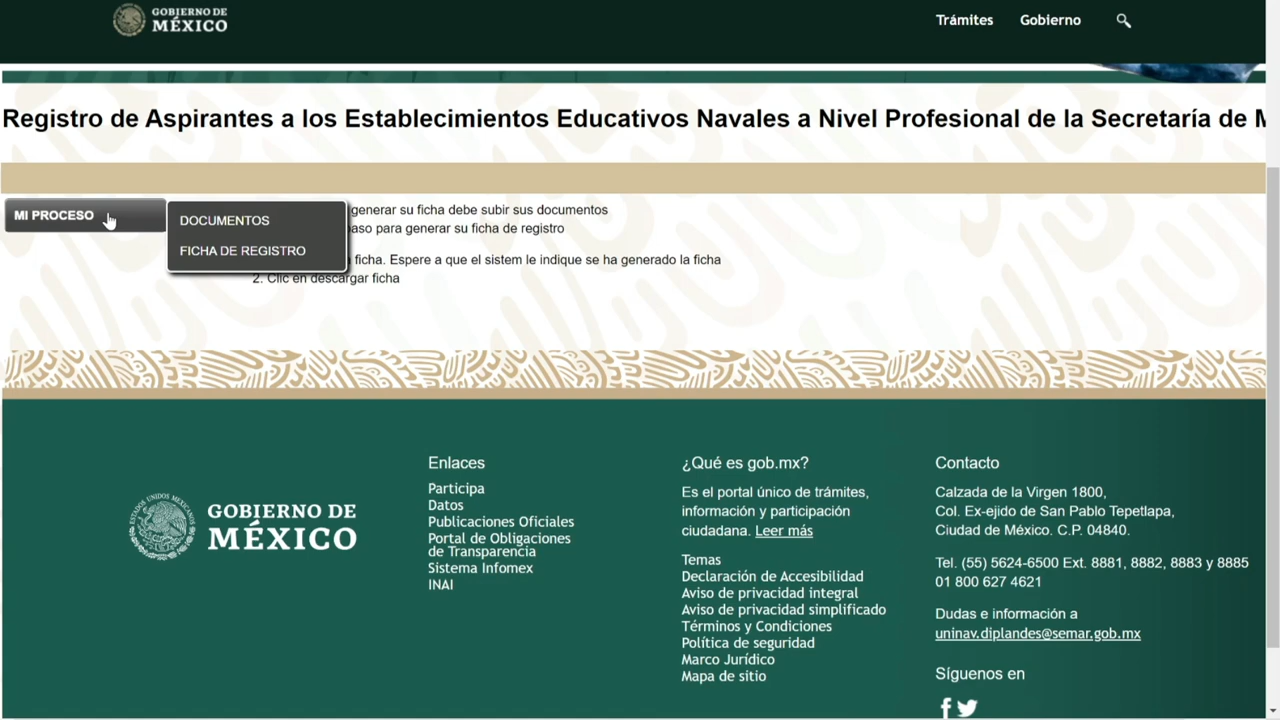 GOBIERNO DE
MÉXICO
Trámites
Gobierno
Registro de Aspirantes a los Establecimientos Educativos Navales a Nivel Profesional de la Secretaría de
MI PROCESO
DOCUMENTOS
FICHA DE REGISTRO
generar su ficha debe subir sus documentos
para generar su ficha de registro
ficha. Espere a que el sistem le indique se ha generado la ficha
2. Clic en descargar ficha
ESTADOS UNIDOS MEXICANOS
GOBIERNO DE
MÉXICO
Enlaces
Participa
Datos
Publicaciones Oficiales
Portal de Obligaciones
de Transparencia
Sistema Infomex
INAI
¿Qué es gob.mx?
Es el portal único de trámites,
información y participación
ciudadana. Leer más
Temas
Declaración de Accesibilidad
Aviso de privacidad integral
Aviso de privacidad simplificado
Términos y Condiciones
Política de seguridad
Marco Jurídico
Mapa de sitio
Contacto
Calzada de la Virgen 1800,
Col. Ex-ejido de San Pablo Tepetlapa,
Ciudad de México. C.P. 04840.
Tel. (55) 5624-6500 Ext. 8881, 8882, 8883 y 8885
01 800 627 4621
Dudas e información a
uninav.diplandes@semar.gob.mx
Síguenos en